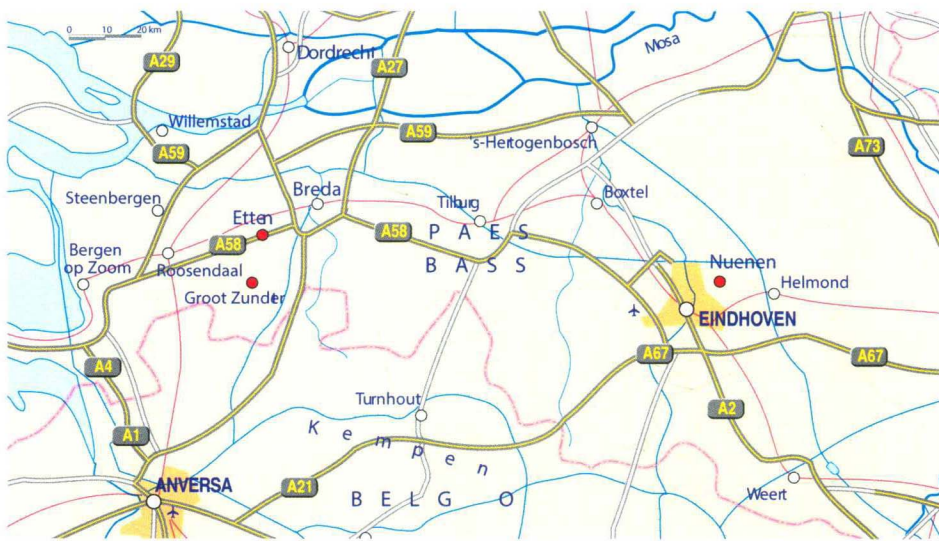 0 10 20 km
Dordrecht
Mosa
A29
A27
Willemstad
A59
A59
's-Hertogenbosch
A73
Steenbergen
Breda
Tilburg
Boxtel
Etten
A58
A58
P A E S
B A S S
Bergen
op Zoom
Roosendaal
Groot Zundert
Nuenen
Helmond
EINDHOVEN
A4
A67
A67
Turnhout
A1
A2
Kempen
ANVERSA
A21
B E L G O
Weert